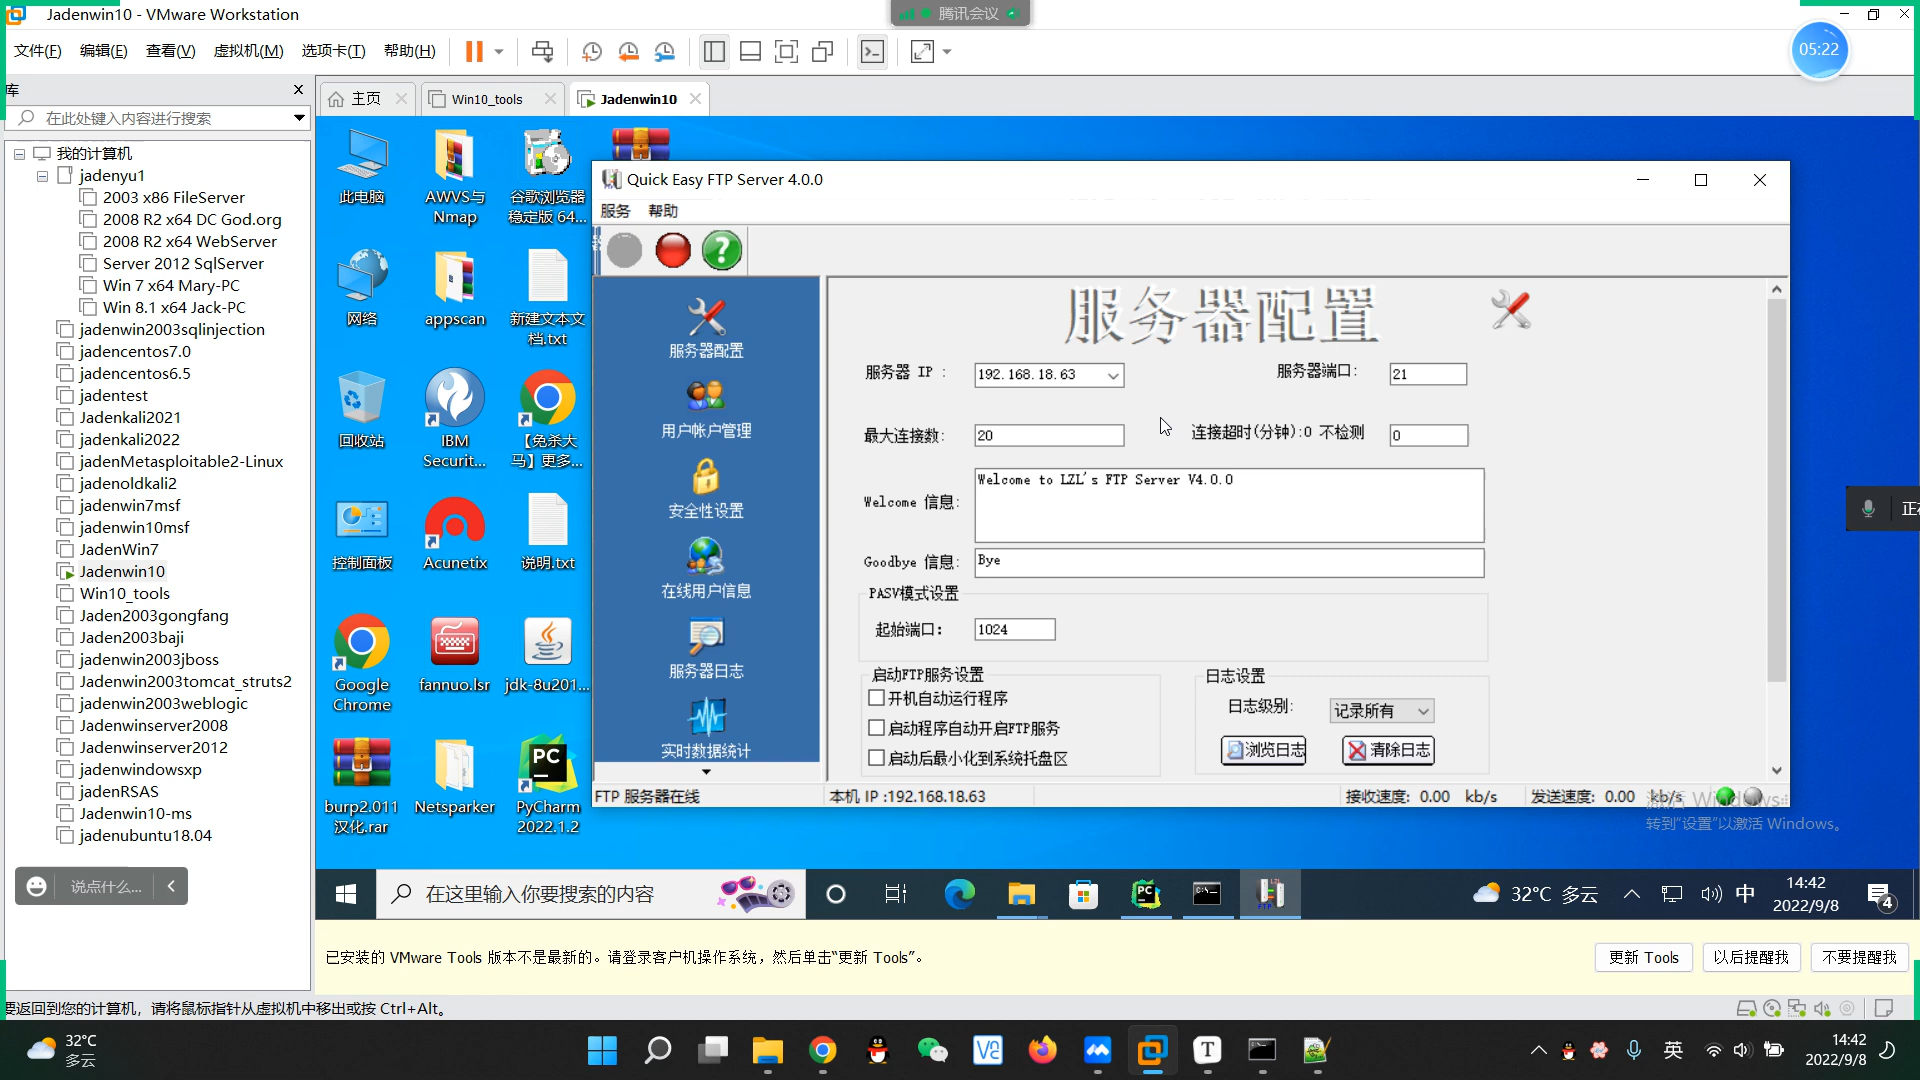 Jadenwin10 - VMware Workstation
腾讯会议
文件(F) 编辑(E) 查看(V) 虚拟机(M) 选项卡(T) 帮助(H)
05:22
库
在此处键入内容进行搜索
我的计算机
jadenyu1
2003 x86 FileServer
2008 R2 x64 DC God.org
2008 R2 x64 WebServer
Server 2012 SqlServer
Win 7 x64 Mary-PC
Win 8.1 x64 Jack-PC
jadenwin2003sqlinjection
jadencentos7.0
jadencentos6.5
jadentest
Jadenkali2021
jadenkali2022
jadenMetasploitable2-Linux
jadenoldkali2
jadenwin7msf
jadenwin10msf
JadenWin7
Jadenwin10
Win10_tools
Jaden2003gongfang
Jaden2003baji
jadenwin2003jboss
Jadenwin2003tomcat_struts2
jadenwin2003weblogic
Jadenwinserver2008
Jadenwinserver2012
jadenwindowsxp
jadenRSAS
Jadenwin10-ms
jadenubuntu18.04
说点什么...
主页
Win10_tools
Jadenwin10
此电脑
AWVS与
Nmap
谷歌浏览器
稳定版 64...
网络
appscan
新建文本文
档.txt
回收站
IBM
Securit...
【免杀大
马】更多...
控制面板
Acunetix
说明.txt
Google
Chrome
fannuo.lsr
jdk-8u201...
burp2.011
汉化.rar
Netsparker
PyCharm
2022.1.2
Quick Easy FTP Server 4.0.0
服务 帮助
服务器配置
用户帐户管理
安全性设置
在线用户信息
服务器日志
实时数据统计
服务器配置
服务器 IP :
192.168.18.63
服务器端口:
21
最大连接数:
20
连接超时(分钟):0 不检测
0
Welcome 信息:
Welcome to LZL's FTP Server V4.0.0
Goodbye 信息:
Bye
PASV模式设置
起始端口:
1024
启动FTP服务设置
开机自动运行程序
启动程序自动开启FTP服务
启动后最小化到系统托盘区
日志设置
日志级别:
记录所有
浏览日志
清除日志
FTP 服务器在线
本机 IP :192.168.18.63
接收速度: 0.00 kb/s
发送速度: 0.00 kb/s
激活 Windows
转到"设置"以激活 Windows。
正在
在这里输入你要搜索的内容
PC
FTP
32°C 多云
中
14:42
2022/9/8
4
已安装的 VMware Tools 版本不是最新的。请登录客户机操作系统，然后单击“更新 Tools”。
更新 Tools
以后提醒我
不要提醒我
要返回到您的计算机，请将鼠标指针从虚拟机中移出或按 Ctrl+Alt。
32°C
多云
英
14:42
2022/9/8